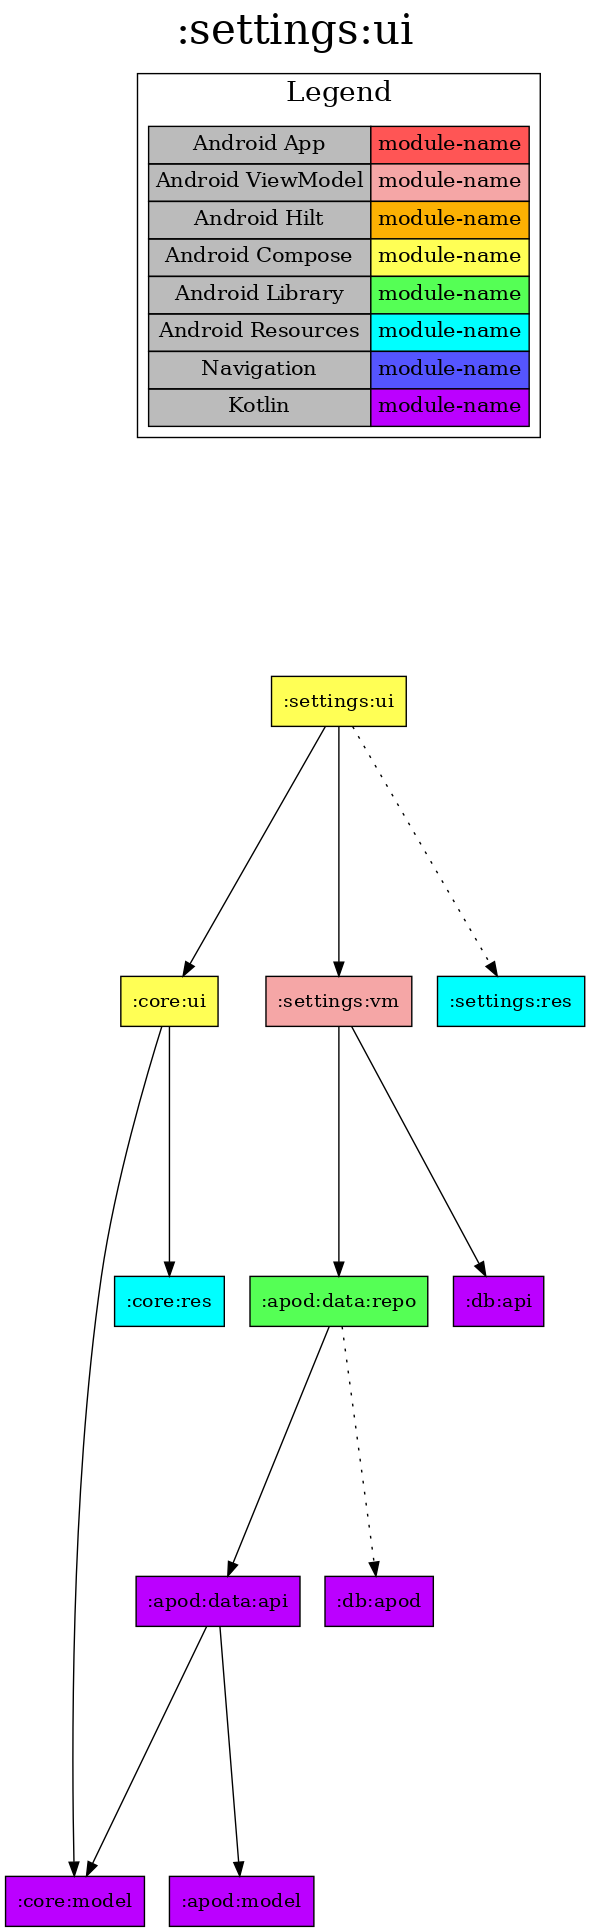 :settings:ui
Legend
Android App module-name
Android ViewModel module-name
Android Hilt module-name
Android Compose module-name
Android Library module-name
Android Resources module-name
Navigation module-name
Kotlin module-name
:settings:ui
:core:ui :settings:vm :settings:res
:core:res :apod:data:repo :db:api
:apod:data:api :db:apod
:core:model :apod:model